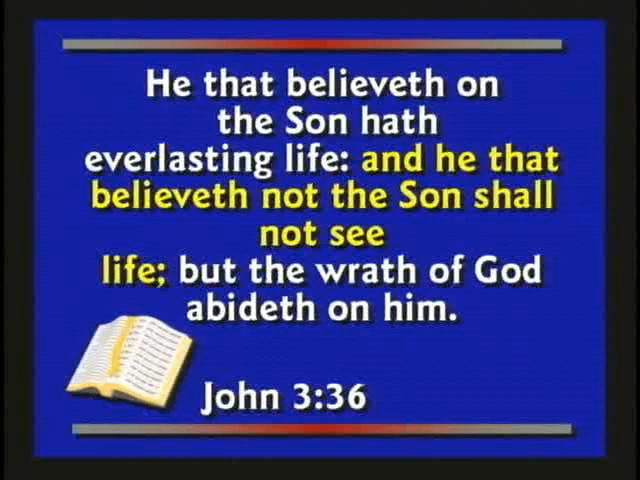 He that believeth on
the Son hath
everlasting life: and he that
believeth not the Son shall
not see
life; but the wrath of God
abideth on him.
John 3:36